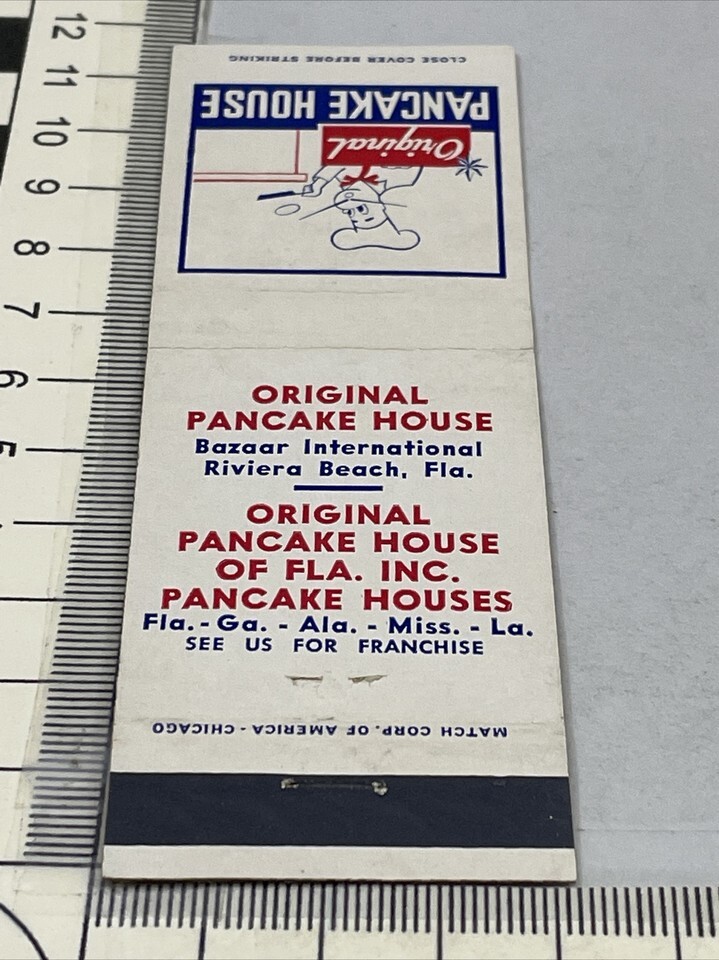 CLOSE COVER BEFORE STRIKING
Original
PANCAKE HOUSE
ORIGINAL
PANCAKE HOUSE
Bazaar International
Riviera Beach, Fla.
ORIGINAL
PANCAKE HOUSE
OF FLA. INC.
PANCAKE HOUSES
Fla. - Ga. - Ala. - Miss. - La.
SEE US FOR FRANCHISE
MATCH CORP. OF AMERICA - CHICAGO
12
11
10
9
8
7
6
5